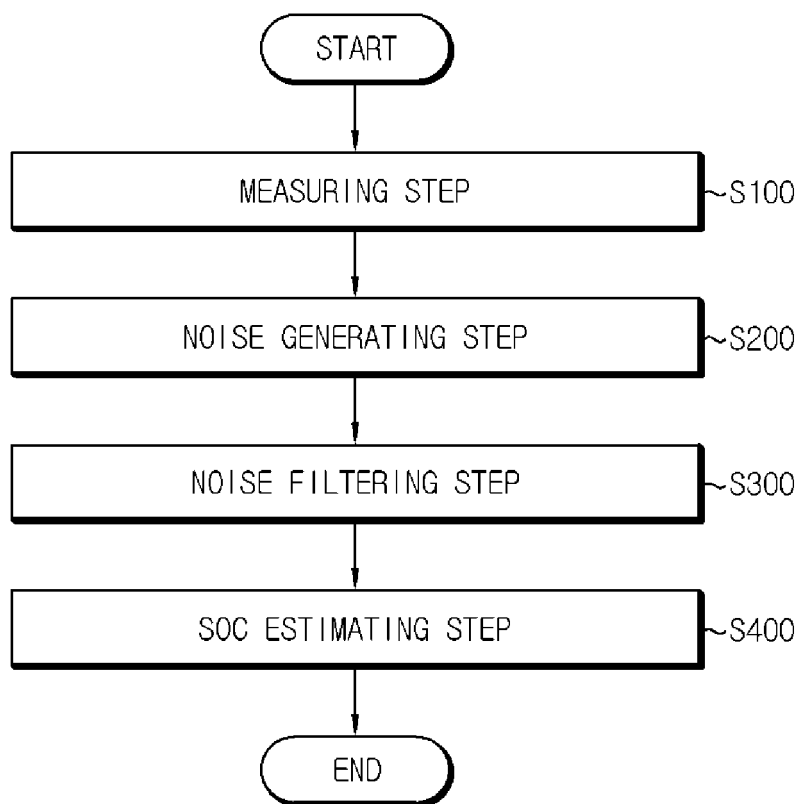 START
MEASURING STEP ~S100
NOISE GENERATING STEP ~S200
NOISE FILTERING STEP ~S300
SOC ESTIMATING STEP ~S400
END